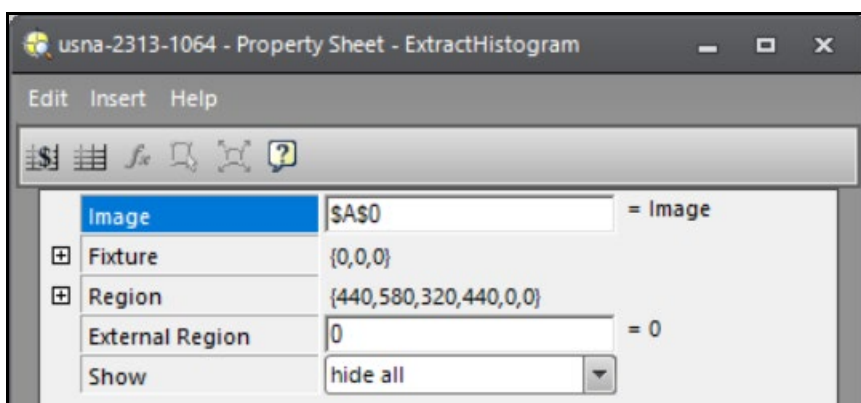 usna-2313-1064 - Property Sheet - ExtractHistogram
Edit Insert Help
$ fx ?
Image $A$0 = Image
Fixture {0,0,0}
Region {440,580,320,440,0,0}
External Region 0 = 0
Show hide all